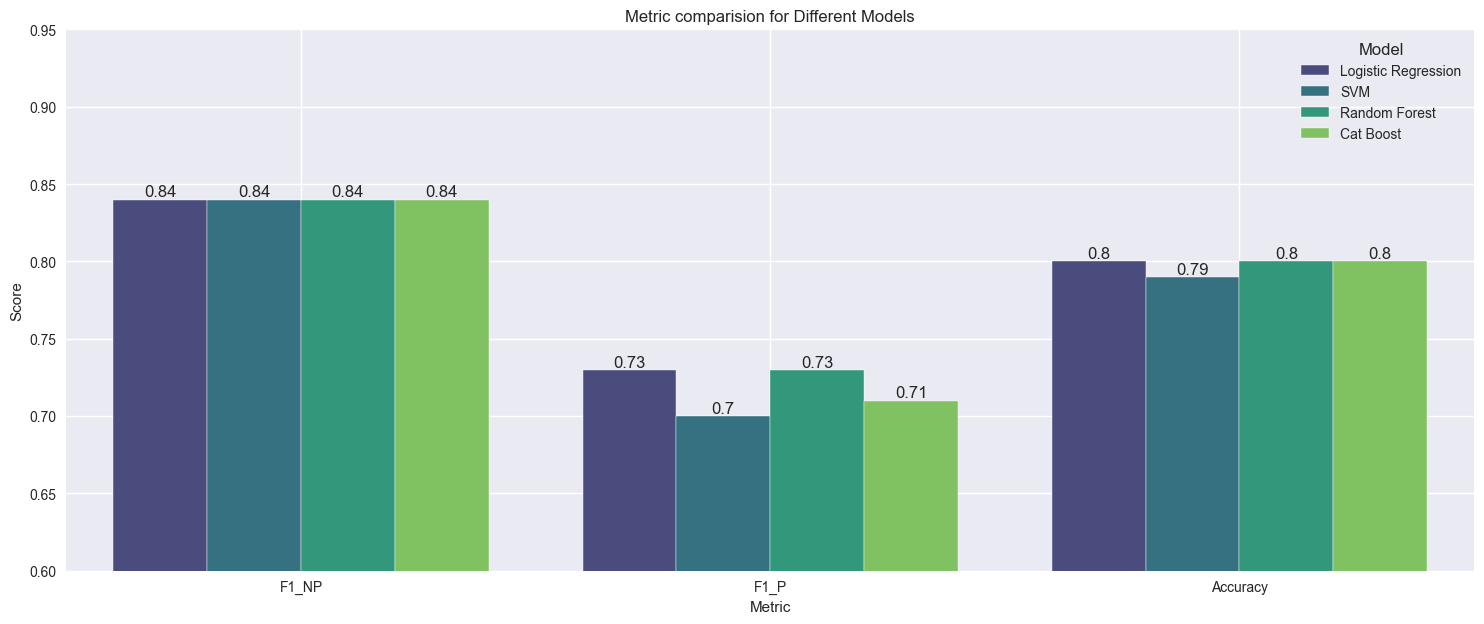 Metric comparision for Different Models
0.95
0.90
0.85
0.80
0.75
0.70
0.65
0.60
Score
Model
Logistic Regression
SVM
Random Forest
Cat Boost
0.84 0.84 0.84 0.84
0.73 0.7 0.73 0.71
0.8 0.79 0.8 0.8
F1_NP F1_P Accuracy
Metric